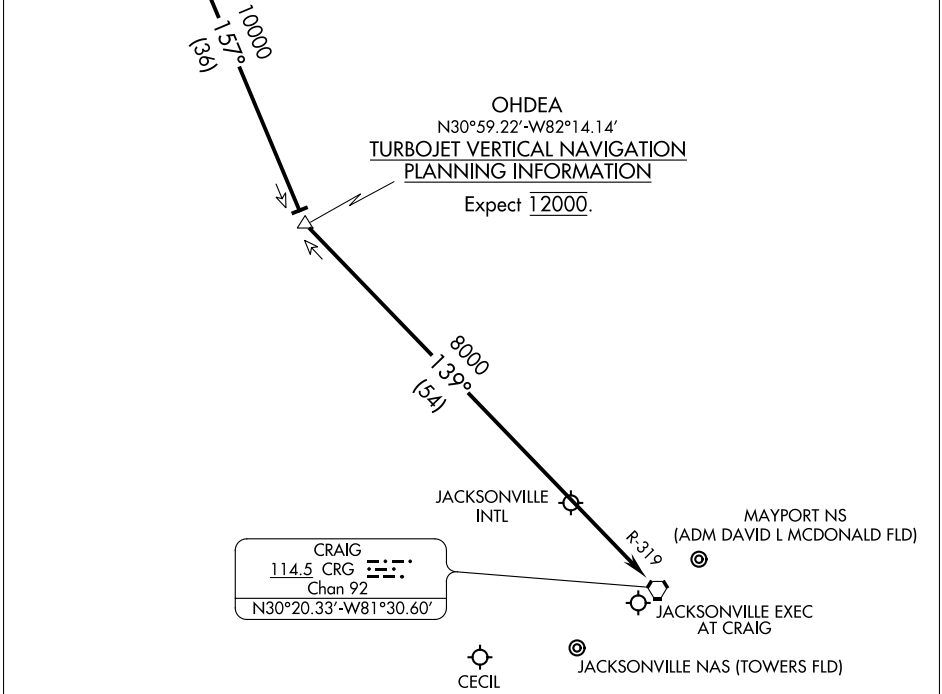 10000
157°
(36)
OHDEA
N30°59.22'-W82°14.14'
TURBOJET VERTICAL NAVIGATION
PLANNING INFORMATION
Expect 12000.
8000
139°
(54)
JACKSONVILLE
INTL
R-319
MAYPORT NS
(ADM DAVID L MCDONALD FLD)
CRAIG
114.5 CRG
Chan 92
N30°20.33'-W81°30.60'
JACKSONVILLE EXEC
AT CRAIG
JACKSONVILLE NAS (TOWERS FLD)
CECIL